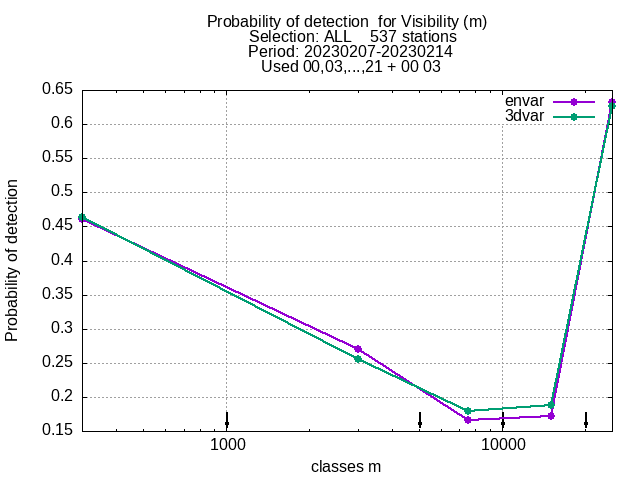 Probability of detection  for Visibility (m)
Selection: ALL    537 stations
Period: 20230207-20230214
Used 00,03,...,21 + 00 03
0.65
0.6
0.55
0.5
0.45
0.4
0.35
0.3
0.25
0.2
0.15
Probability of detection
envar
3dvar
1000
10000
classes m